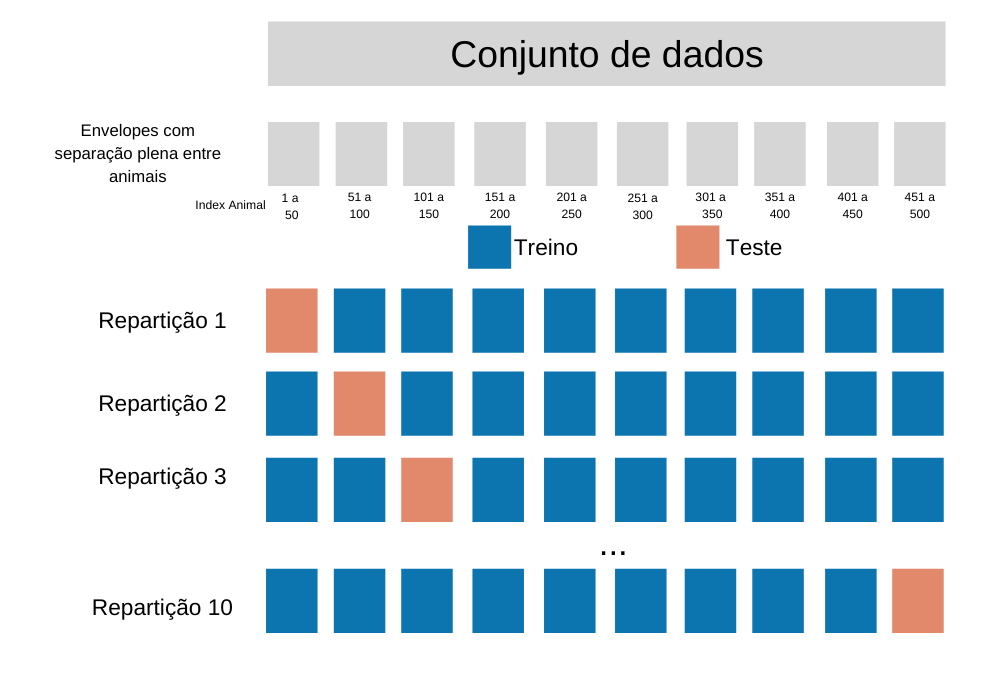 Conjunto de dados
Envelopes com
separação plena entre
animais
Index Animal
1 a
50
51 a
100
101 a
150
151 a
200
201 a
250
251 a
300
301 a
350
351 a
400
401 a
450
451 a
500
Treino
Teste
Repartição 1
Repartição 2
Repartição 3
...
Repartição 10